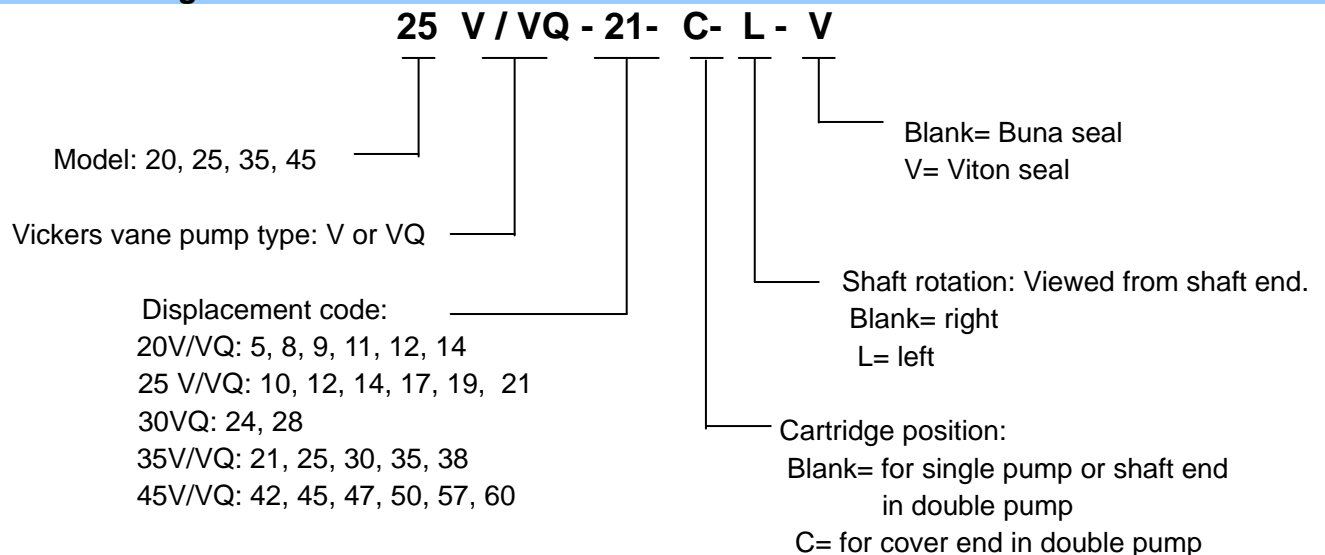 25 V / VQ - 21- C- L - V
Blank= Buna seal
V= Viton seal
Model: 20, 25, 35, 45
Vickers vane pump type: V or VQ
Shaft rotation: Viewed from shaft end.
Blank= right
L= left
Displacement code:
20V/VQ: 5, 8, 9, 11, 12, 14
25 V/VQ: 10, 12, 14, 17, 19, 21
30VQ: 24, 28
35V/VQ: 21, 25, 30, 35, 38
45V/VQ: 42, 45, 47, 50, 57, 60
Cartridge position:
Blank= for single pump or shaft end
in double pump
C= for cover end in double pump